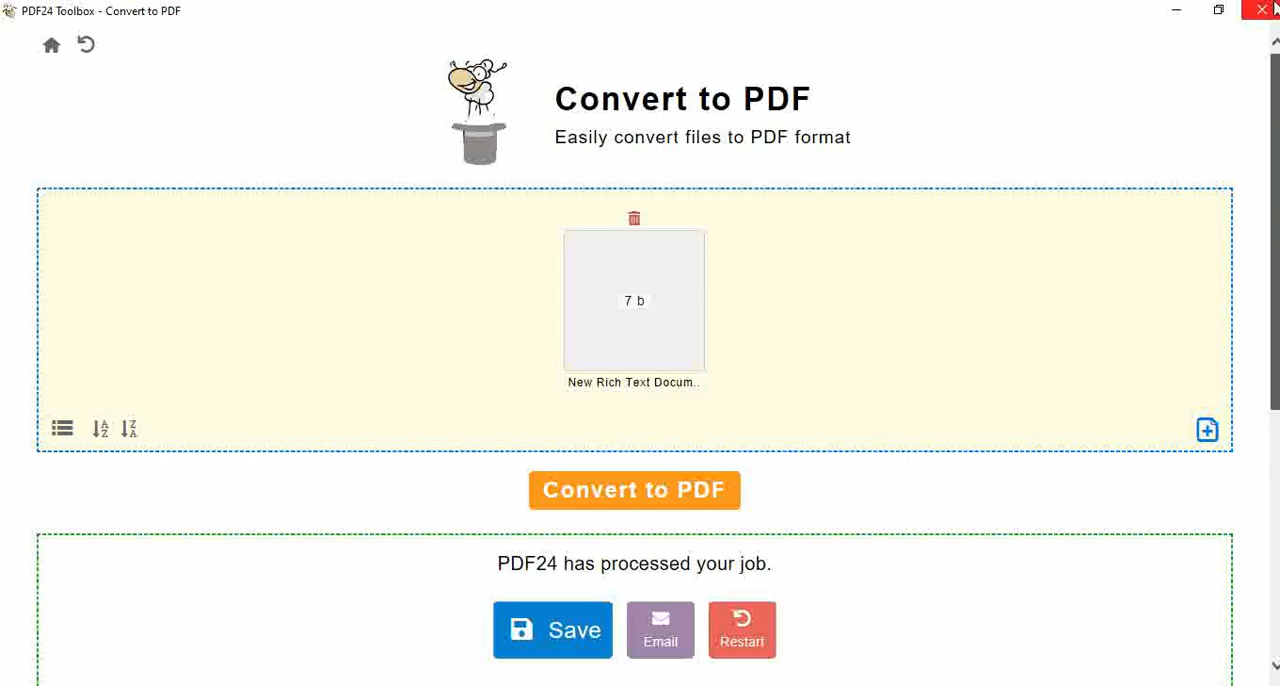 PDF24 Toolbox - Convert to PDF
Convert to PDF
Easily convert files to PDF format
7 b
New Rich Text Docum..
Convert to PDF
PDF24 has processed your job.
Save
Email
Restart